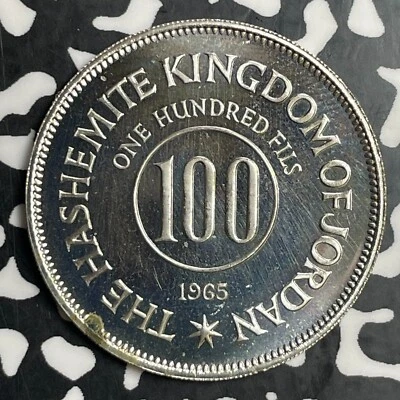 THE HASHEMITE KINGDOM OF JORDAN
ONE HUNDRED FILS
100
1965